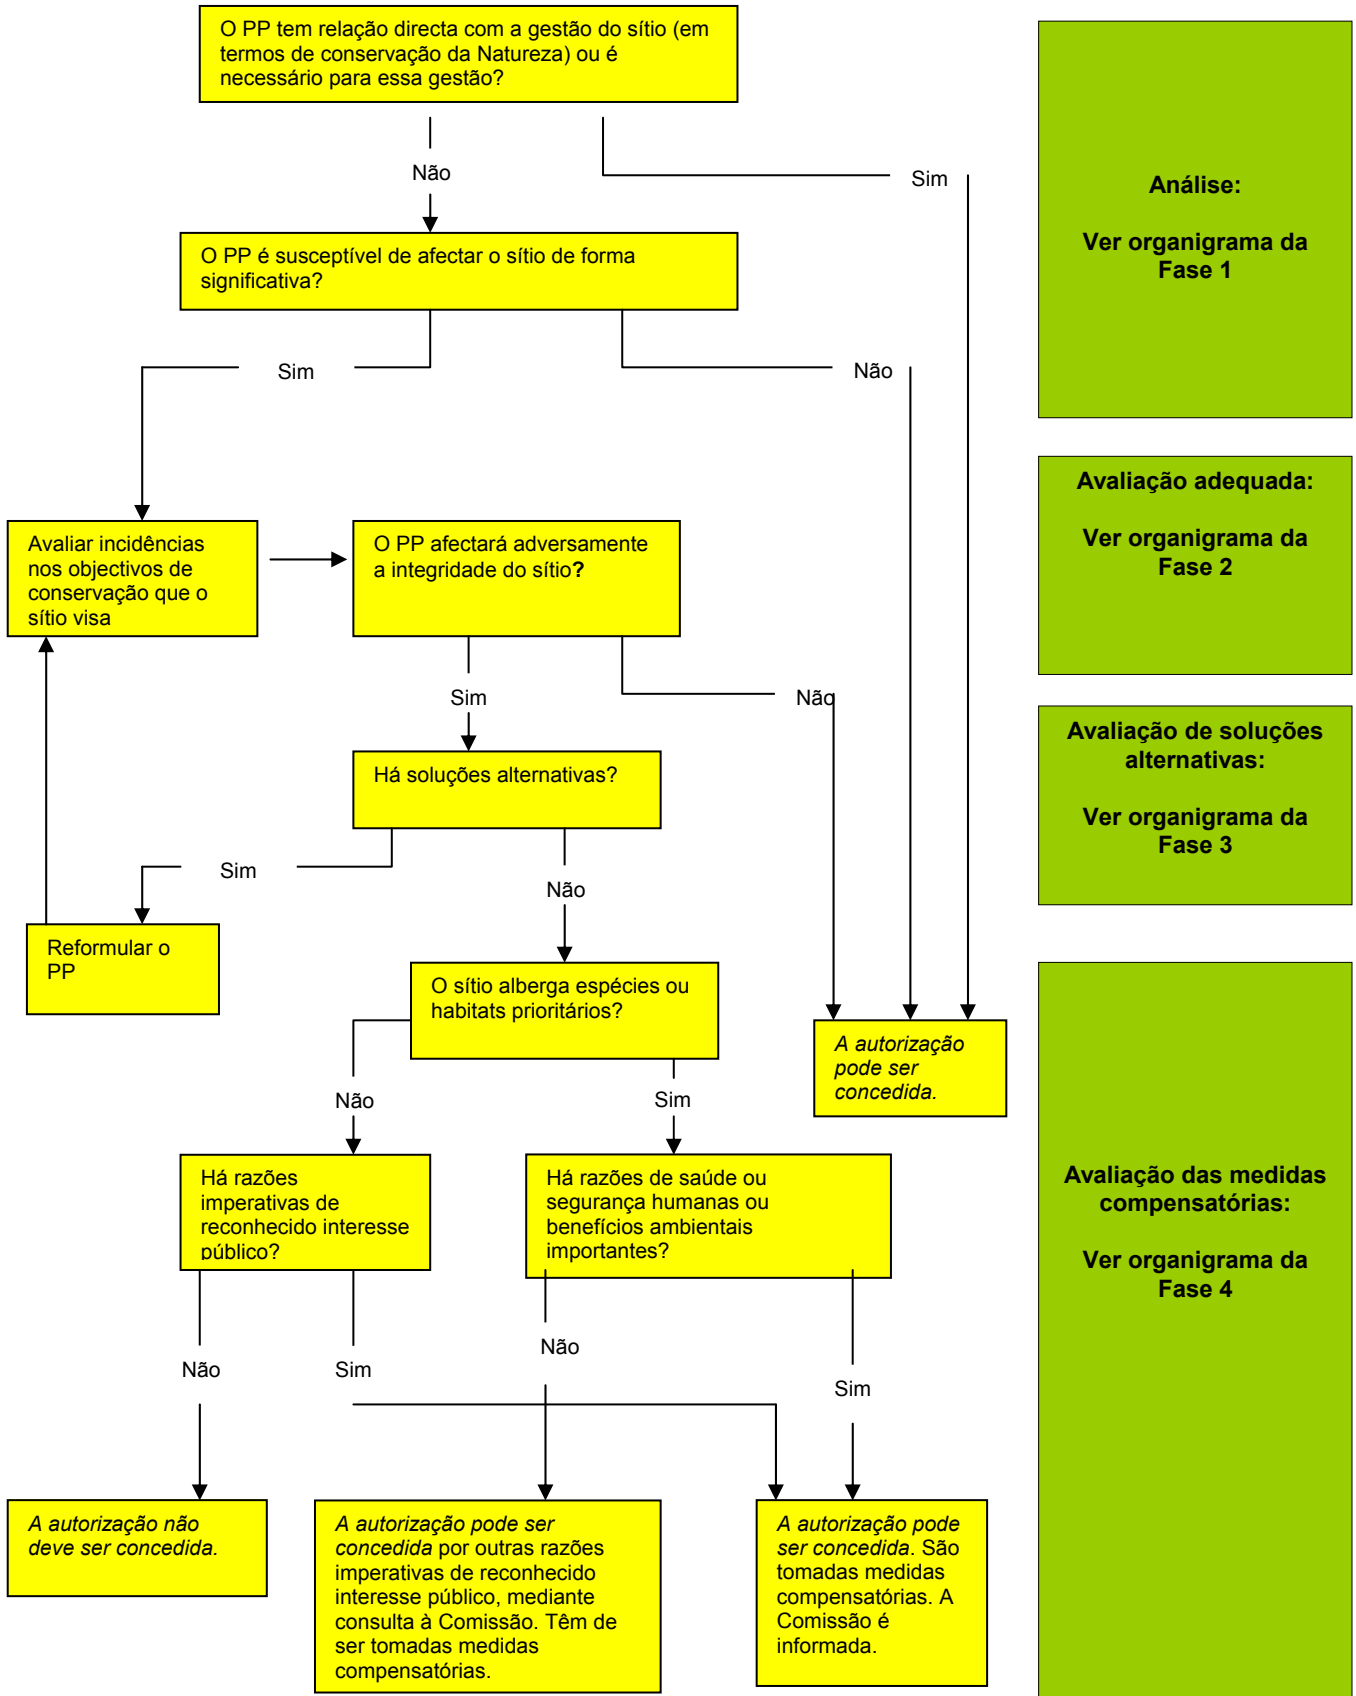 O PP tem relação directa com a gestão do sítio (em
termos de conservação da Natureza) ou é
necessário para essa gestão?
Não
Sim
O PP é susceptível de afectar o sítio de forma
significativa?
Sim
Não
Avaliar incidências
nos objectivos de
conservação que o
sítio visa
O PP afectará adversamente
a integridade do sítio?
Sim
Não
Há soluções alternativas?
Sim
Não
Reformular o
PP
O sítio alberga espécies ou
habitats prioritários?
A autorização
pode ser
concedida.
Não
Sim
Há razões
imperativas de
reconhecido interesse
público?
Há razões de saúde ou
segurança humanas ou
benefícios ambientais
importantes?
Não
Sim
Não
Sim
A autorização não
deve ser concedida.
A autorização pode ser
concedida por outras razões
imperativas de reconhecido
interesse público, mediante
consulta à Comissão. Têm de
ser tomadas medidas
compensatórias.
A autorização pode
ser concedida. São
tomadas medidas
compensatórias. A
Comissão é
informada.
Análise:
Ver organigrama da
Fase 1
Avaliação adequada:
Ver organigrama da
Fase 2
Avaliação de soluções
alternativas:
Ver organigrama da
Fase 3
Avaliação das medidas
compensatórias:
Ver organigrama da
Fase 4